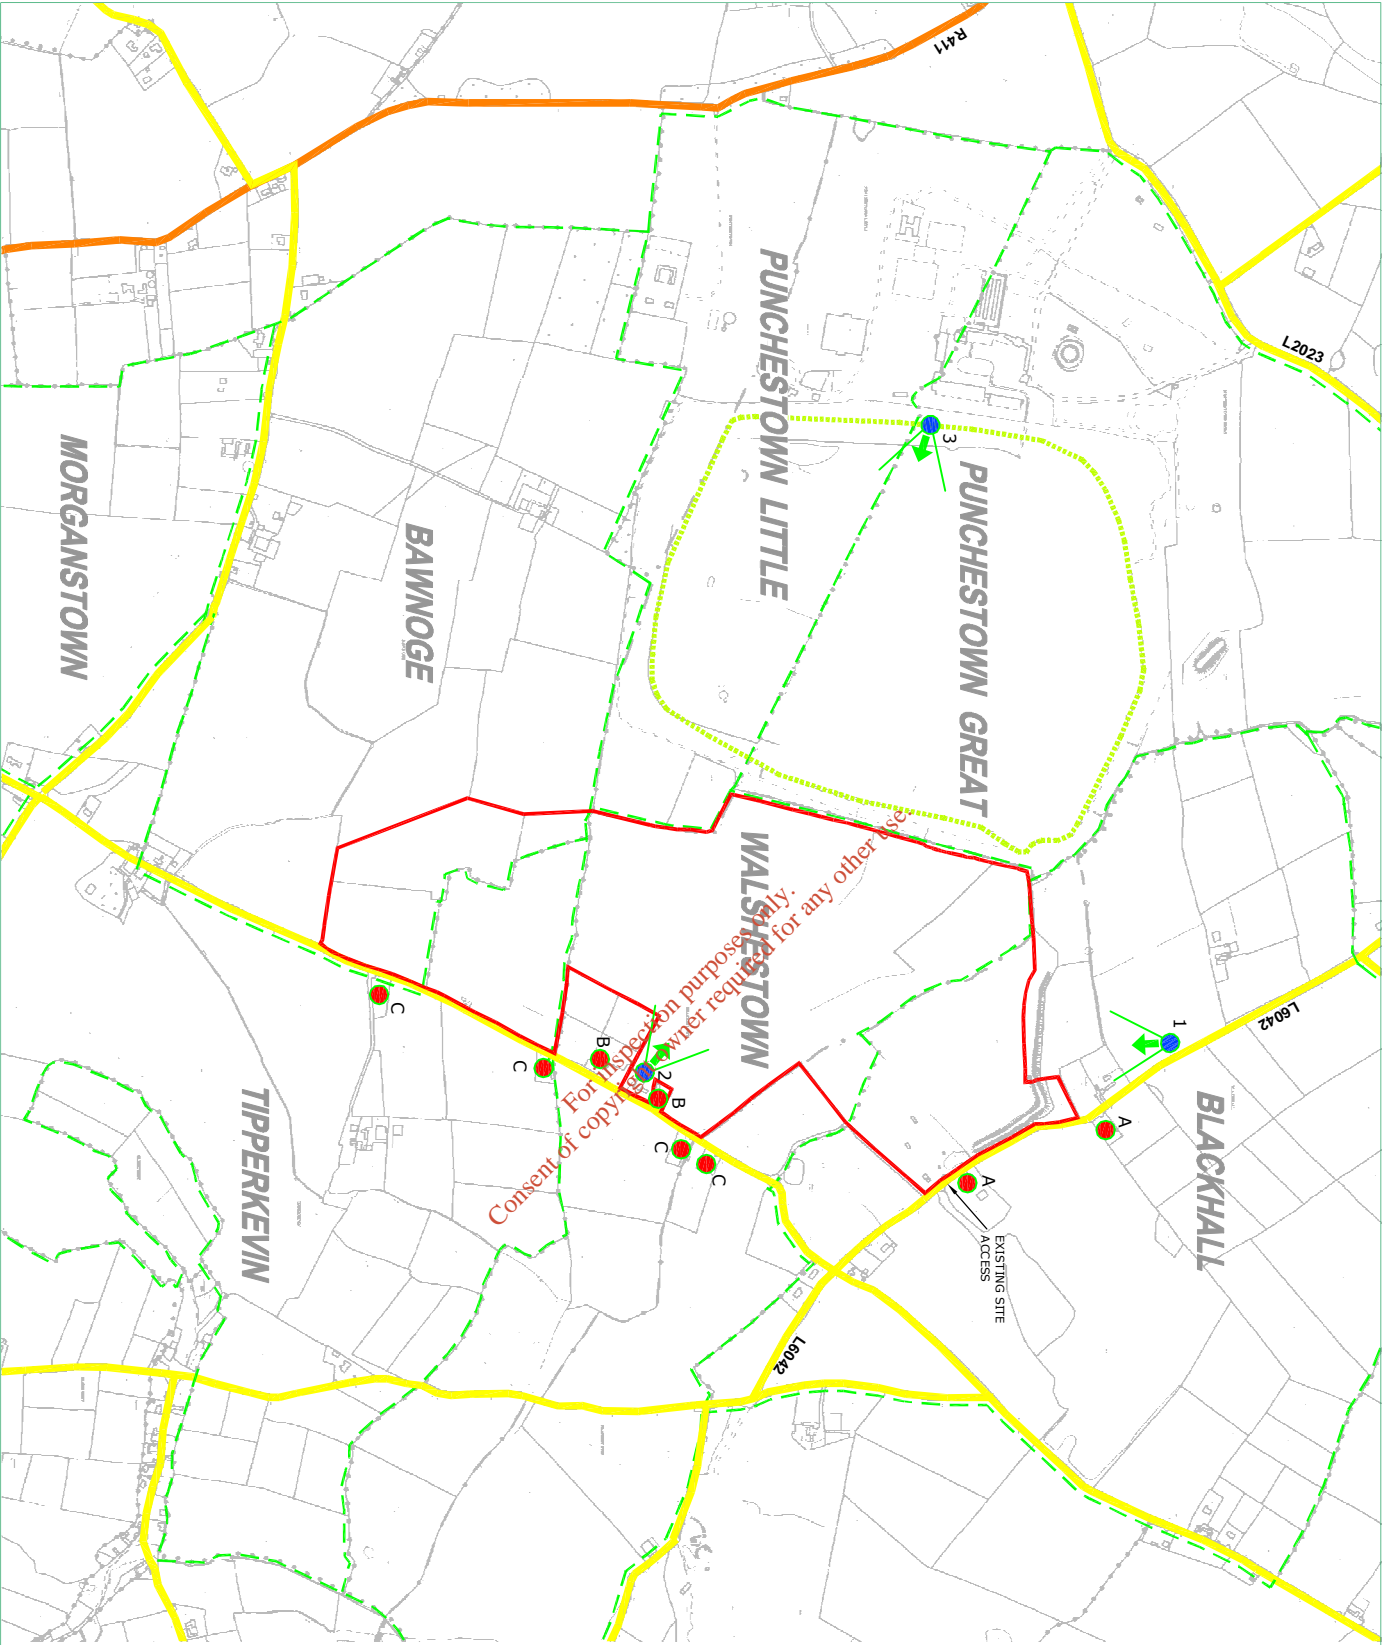 R411
L2023
PUNCHESTOWN LITTLE
3
PUNCHESTOWN GREAT
MORGANSTOWN
BAWNOGE
WALSHESTOWN
L6042
1
BLACKHALL
A
A
EXISTING SITE
ACCESS
B
2
B
C
C
C
C
TIPPERKEVIN
L6042
For inspection purposes only.
Consent of copyright owner required for any other use.